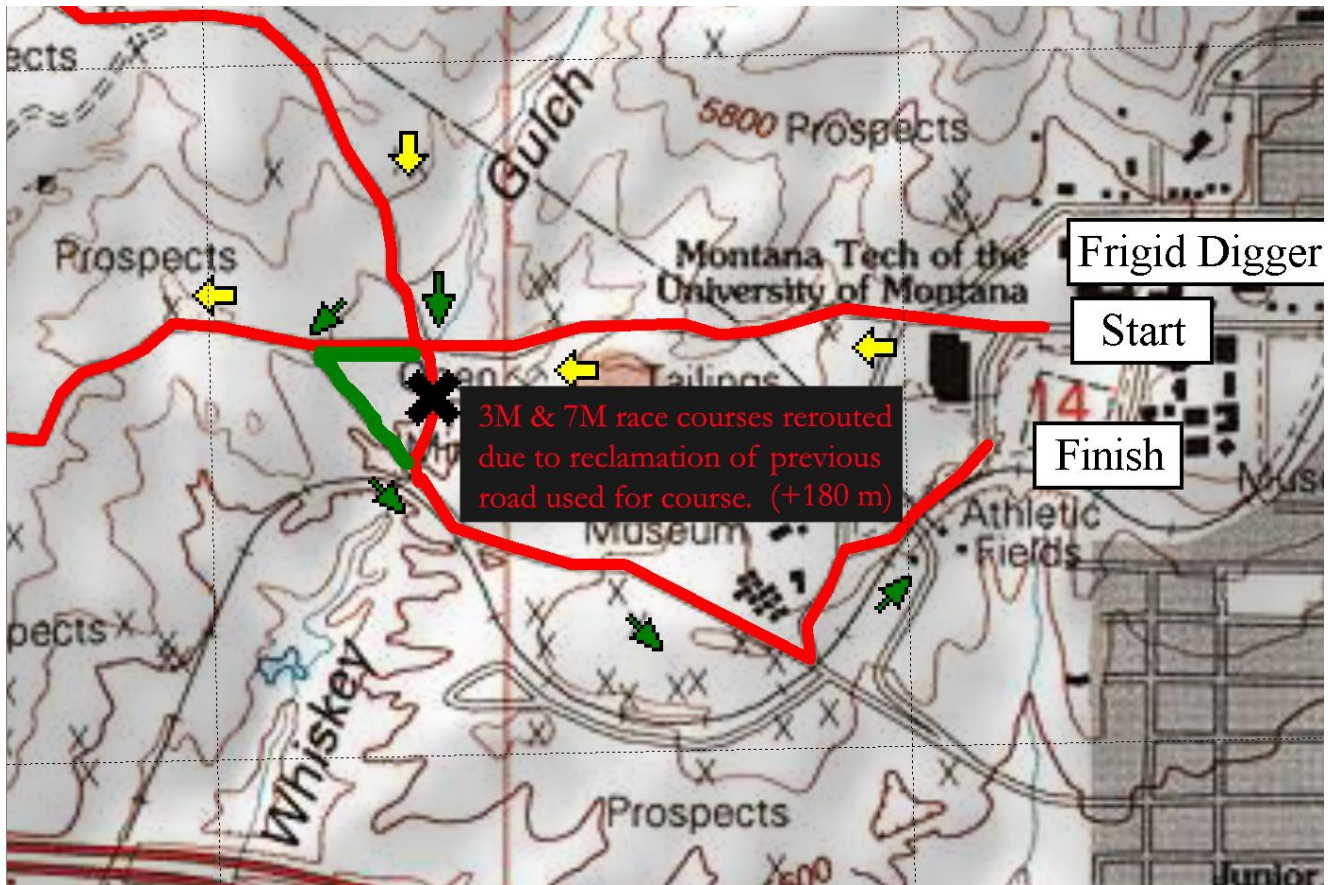 ects
Gulch
5800 Prospects
Prospects
Montana Tech of the
University of Montana
Frigid Digger
Start
Tailings
14
3M & 7M race courses rerouted
due to reclamation of previous
road used for course. (+180 m)
Finish
Museum
Athletic
Fields
pects
Whiskey
Prospects
Junior